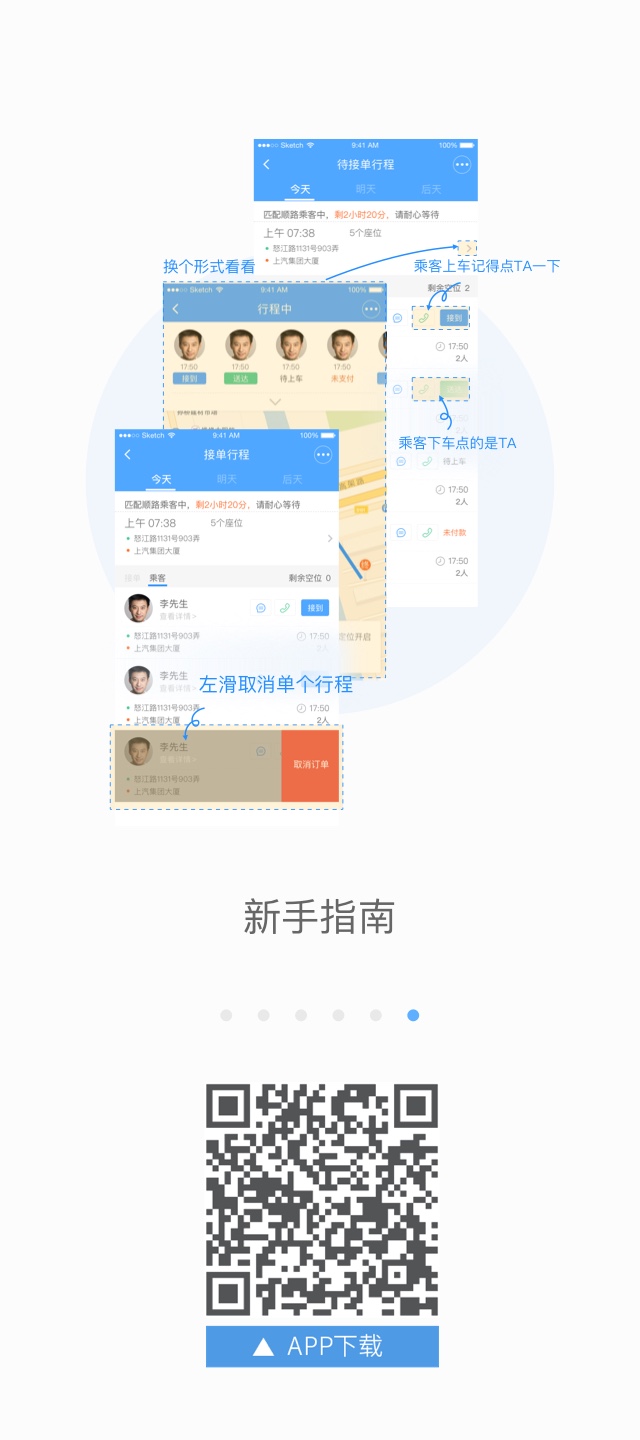 Sketch 9:41 AM 100%
待接单行程
今天 明天 后天
匹配顺路乘客中，剩2小时20分，请耐心等待
上午 07:38 5个座位
怒江路1131号903弄
上汽集团大厦
换个形式看看
乘客上车记得点TA一下
剩余空位 2
接到
17:50
2人
乘客下车点的是TA
待上车
17:50
2人
未付款
17:50
2人
Sketch 9:41 AM 100%
行程中
17:50 17:50 17:50 17:50
接到 送达 待上车 未支付
定位开启
Sketch 9:41 AM 100%
接单行程
今天 明天 后天
匹配顺路乘客中，剩2小时20分，请耐心等待
上午 07:38 5个座位
怒江路1131号903弄
上汽集团大厦
接单 乘客 剩余空位 0
李先生 接到
查看详情>
怒江路1131号903弄 17:50
上汽集团大厦 2人
李先生
查看详情>
左滑取消单个行程
怒江路1131号903弄 17:50
上汽集团大厦 2人
李先生
查看详情>
取消订单
怒江路1131号903弄
上汽集团大厦
新手指南
APP下载